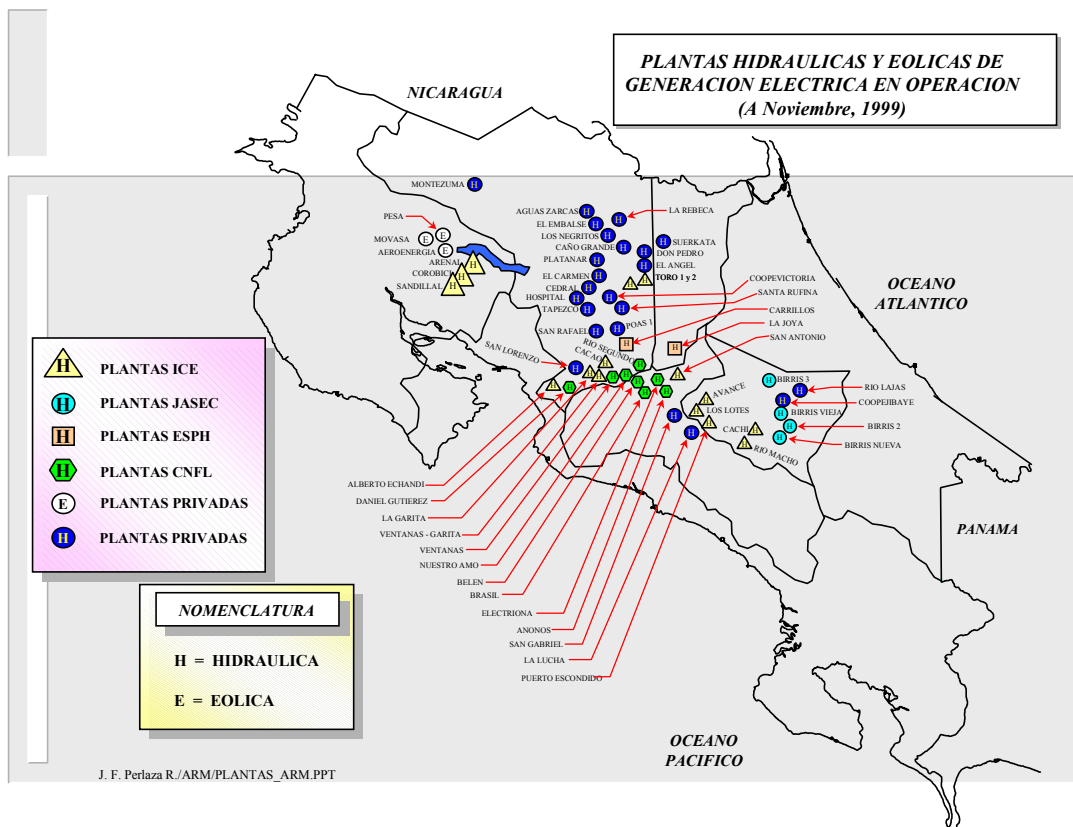 PLANTAS HIDRAULICAS Y EOLICAS DE
GENERACION ELECTRICA EN OPERACION
(A Noviembre, 1999)
NICARAGUA
MONTEZUMA
H
PESA
E
MOVASA
E
AEROENERGIA
E
ARENAL
H
COROBICI
H
SANDILLAL
H
AGUAS ZARCAS
H
LA REBECA
H
EL EMBALSE
H
LOS NEGRITOS
H
SUERKATA
H
CAÑO GRANDE
H
DON PEDRO
H
PLATANAR
H
EL ANGEL
H
EL CARMEN
H
TORO 1 y 2
H
H
CEDRAL
H
COOPEVICTORIA
H
HOSPITAL
H
SANTA RUFINA
H
TAPEZCO
H
CARRILLOS
H
SAN RAFAEL
H
POAS 1
H
LA JOYA
H
SAN ANTONIO
H
RIO SEGUNDO
H
CACAO
H
SAN LORENZO
H
OCEANO
ATLANTICO
BIRRIS 3
H
RIO LAJAS
H
COOPEJIBAYE
H
BIRRIS VIEJA
H
BIRRIS 2
H
BIRRIS NUEVA
H
AVANCE
H
LOS LOTES
H
CACHI
H
RIO MACHO
H
ALBERTO ECHANDI
DANIEL GUTIEREZ
LA GARITA
VENTANAS - GARITA
VENTANAS
NUESTRO AMO
BELEN
BRASIL
ELECTRIONA
ANONOS
SAN GABRIEL
LA LUCHA
PUERTO ESCONDIDO
H
H
H
H
H
H
H
H
H
H
H
H
H
PANAMA
OCEANO
PACIFICO
H PLANTAS ICE
H PLANTAS JASEC
H PLANTAS ESPH
H PLANTAS CNFL
E PLANTAS PRIVADAS
H PLANTAS PRIVADAS
NOMENCLATURA
H = HIDRAULICA
E = EOLICA
J. F. Perlaza R./ARM/PLANTAS_ARM.PPT